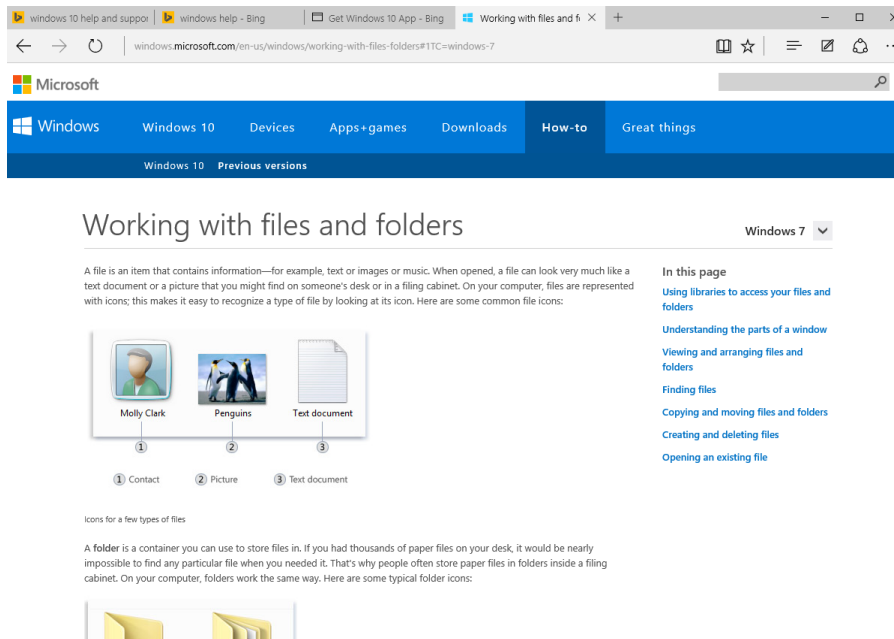 windows 10 help and suppor
windows help - Bing
Get Windows 10 App - Bing
Working with files and f
windows.microsoft.com/en-us/windows/working-with-files-folders#1TC=windows-7
Microsoft
Windows
Windows 10
Devices
Apps+games
Downloads
How-to
Great things
Windows 10
Previous versions
Working with files and folders
Windows 7
A file is an item that contains information—for example, text or images or music. When opened, a file can look very much like a
text document or a picture that you might find on someone's desk or in a filing cabinet. On your computer, files are represented
with icons; this makes it easy to recognize a type of file by looking at its icon. Here are some common file icons:
Molly Clark
Penguins
Text document
1
2
3
1 Contact
2 Picture
3 Text document
Icons for a few types of files
A folder is a container you can use to store files in. If you had thousands of paper files on your desk, it would be nearly
impossible to find any particular file when you needed it. That's why people often store paper files in folders inside a filing
cabinet. On your computer, folders work the same way. Here are some typical folder icons:
In this page
Using libraries to access your files and
folders
Understanding the parts of a window
Viewing and arranging files and
folders
Finding files
Copying and moving files and folders
Creating and deleting files
Opening an existing file